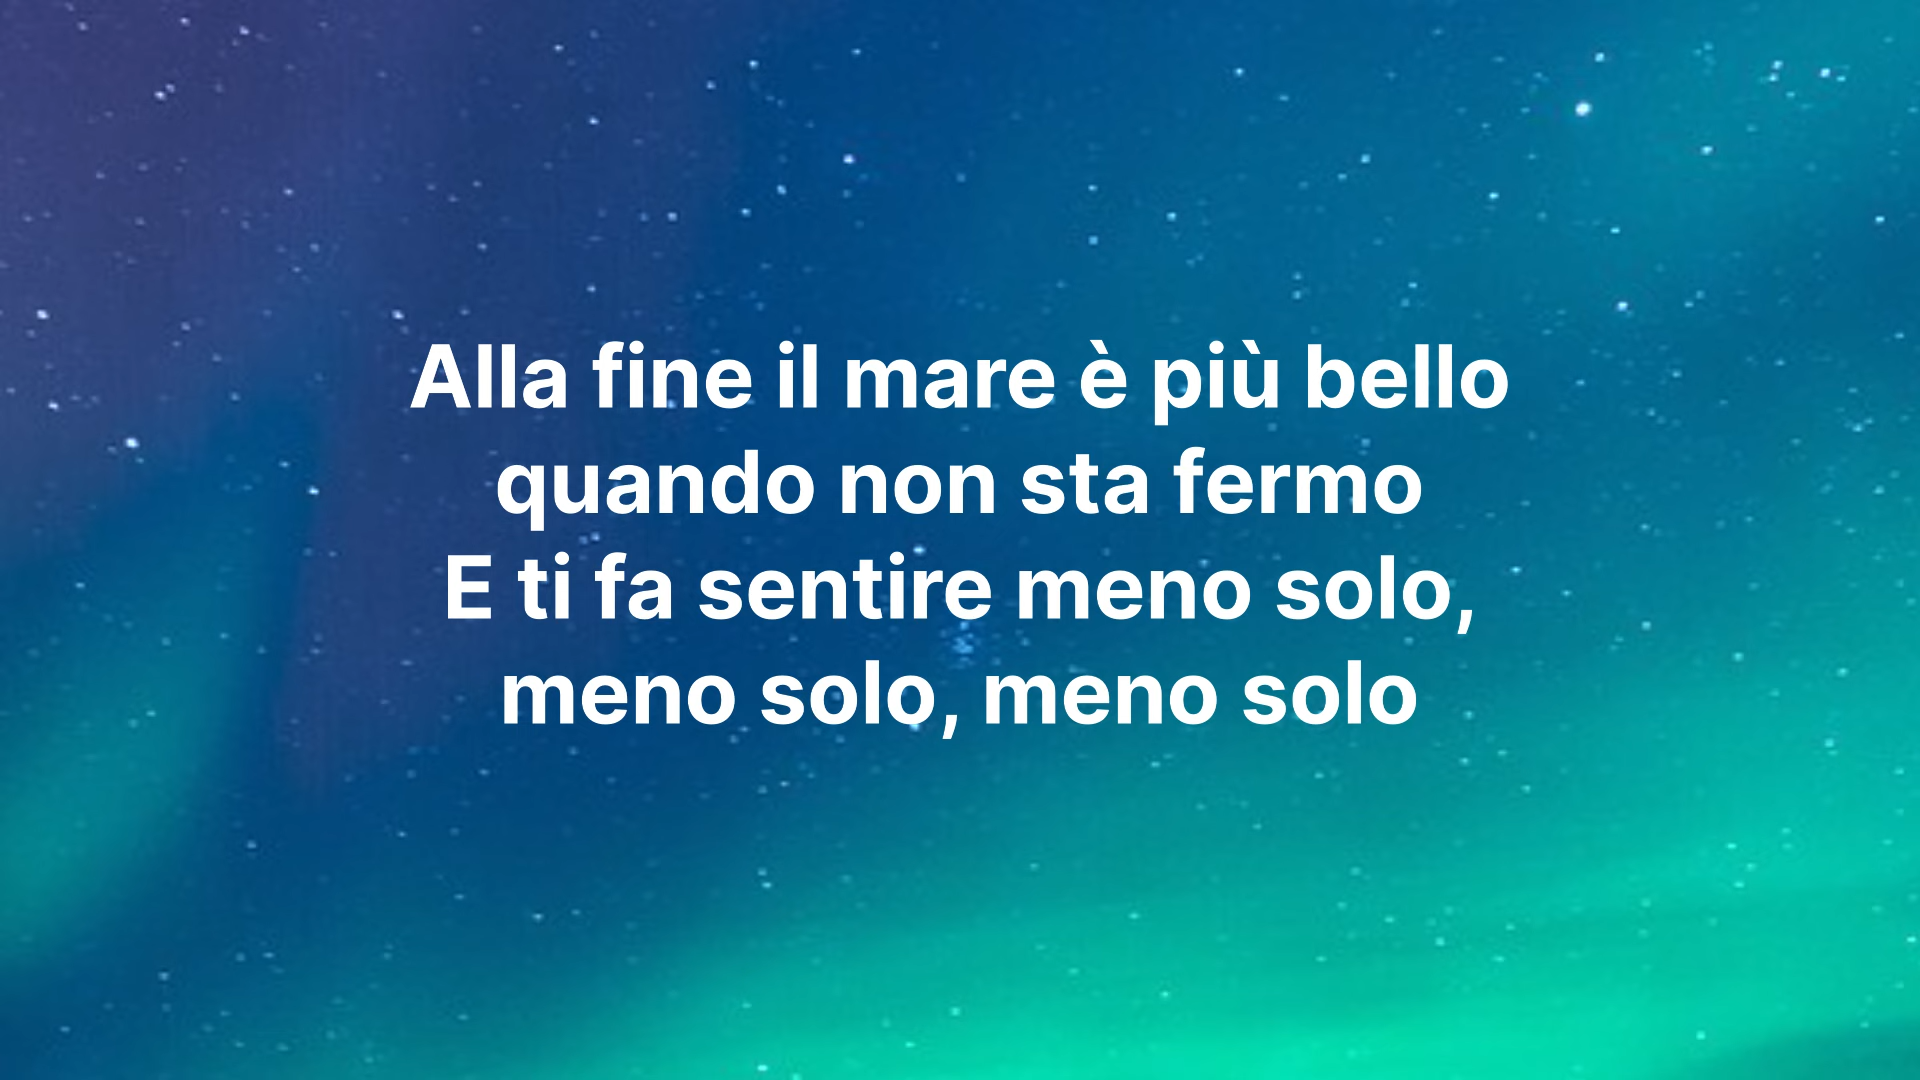 Alla fine il mare è più bello
quando non sta fermo
E ti fa sentire meno solo,
meno solo, meno solo